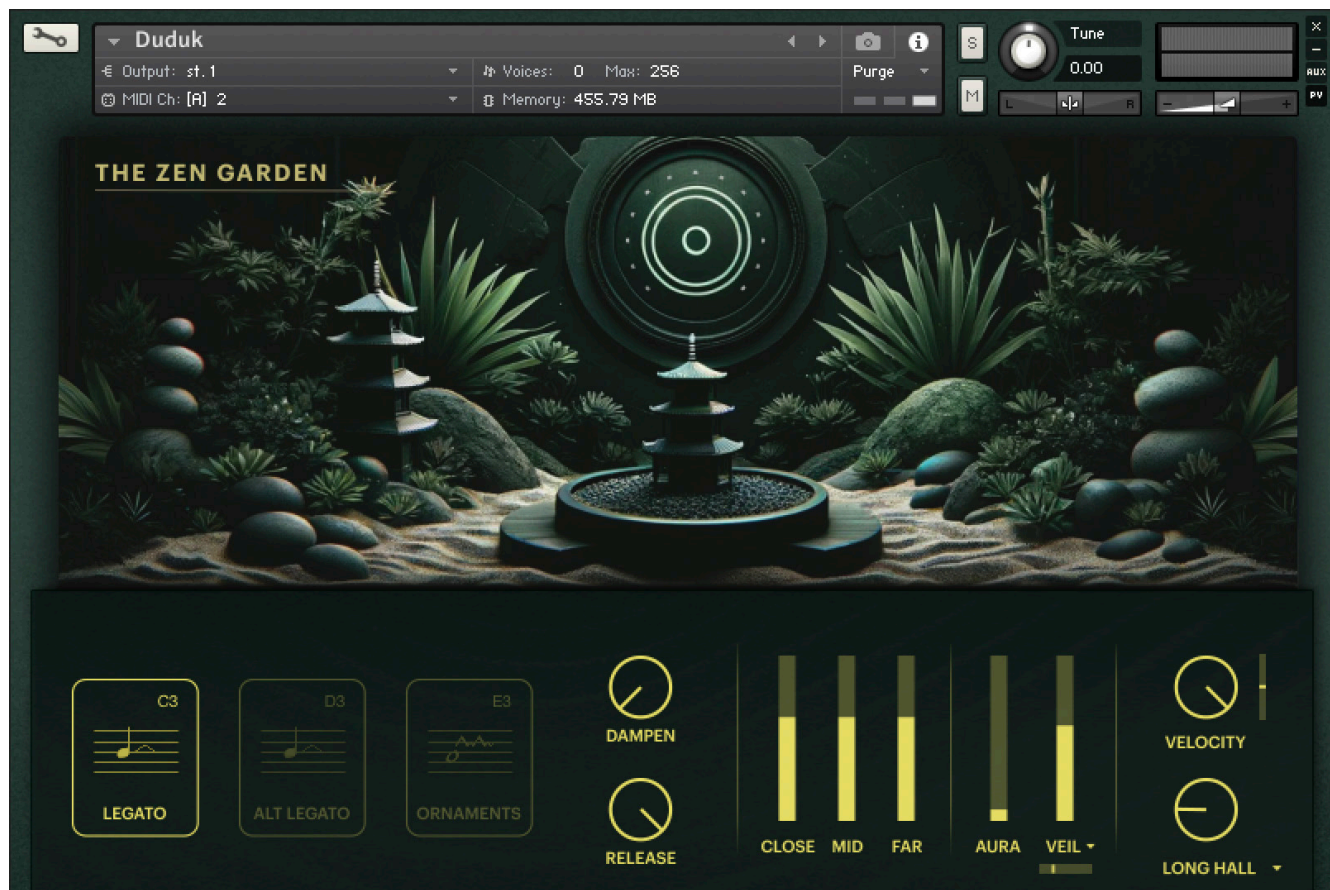 Duduk
Output: st.1
Voices: 0 Max: 256
Purge
MIDI Ch: [A] 2
Memory: 455.79 MB
S
M
Tune
0.00
L R
- +
×
-
AUX
PV
THE ZEN GARDEN
C3
LEGATO
D3
ALT LEGATO
E3
ORNAMENTS
DAMPEN
RELEASE
CLOSE MID FAR
AURA VEIL
VELOCITY
LONG HALL